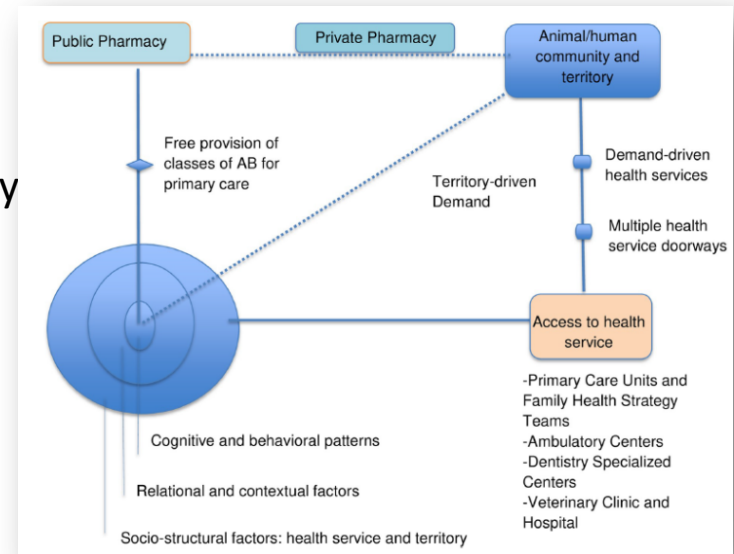 Public Pharmacy
Private Pharmacy
Animal/human
community and
territory
Free provision of
classes of AB for
primary care
Territory-driven
Demand
Demand-driven
health services
Multiple health
service doorways
y
Access to health
service
-Primary Care Units and
Family Health Strategy
Teams
-Ambulatory Centers
-Dentistry Specialized
Centers
-Veterinary Clinic and
Hospital
Cognitive and behavioral patterns
Relational and contextual factors
Socio-structural factors: health service and territory